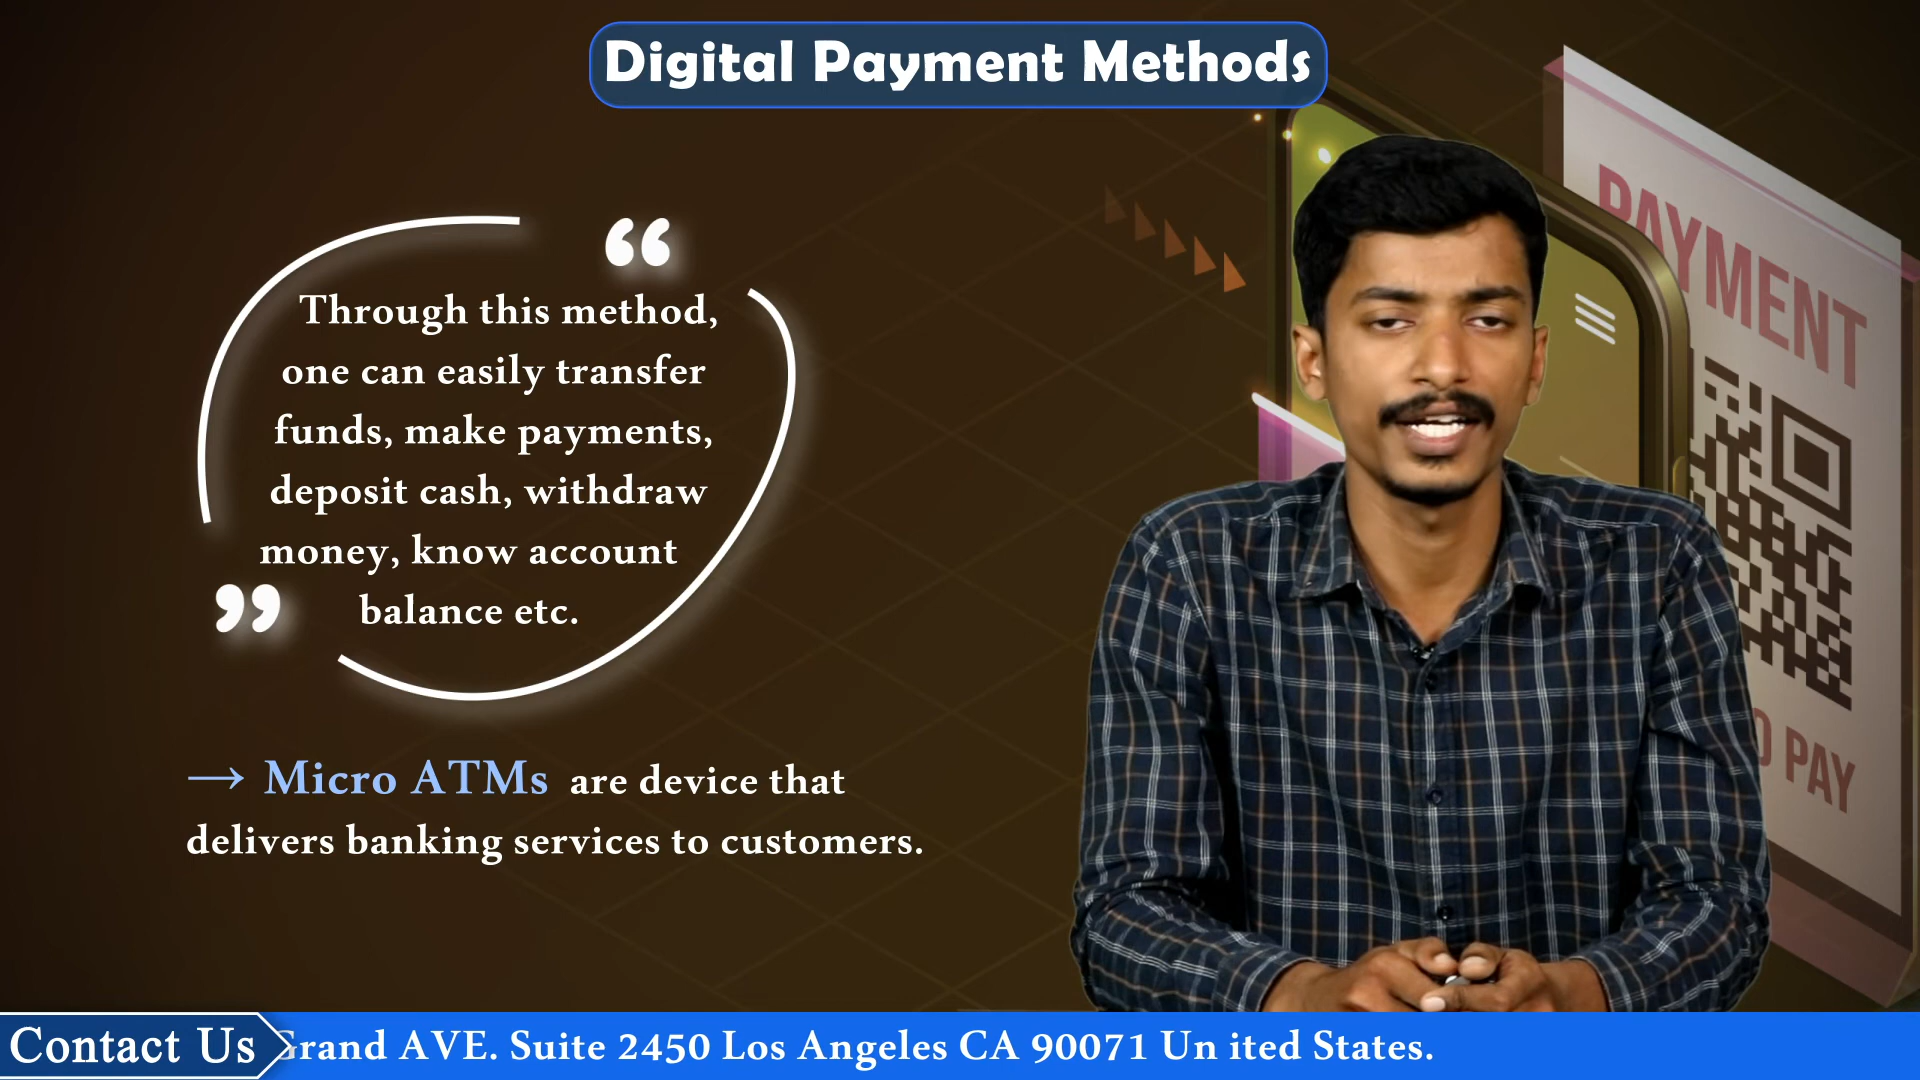 Digital Payment Methods
“
Through this method,
one can easily transfer
funds, make payments,
deposit cash, withdraw
money, know account
balance etc.
”
→ Micro ATMs are device that
delivers banking services to customers.
PAYMENT
PAY
Contact Us
Grand AVE. Suite 2450 Los Angeles CA 90071 Un ited States.